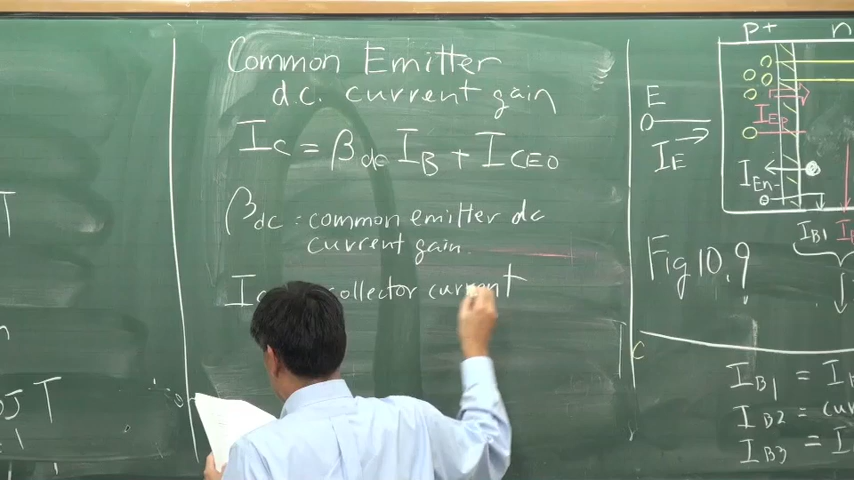 T
n
BJT
Common Emitter
d.c. current gain
IC = βdc IB + ICEO
βdc : common emitter dc
current gain.
collector current
E
IE
p+ n
IEp
IEn
IB1
Fig 10.9
C
IB1 =
IB2 =
IB3 = I